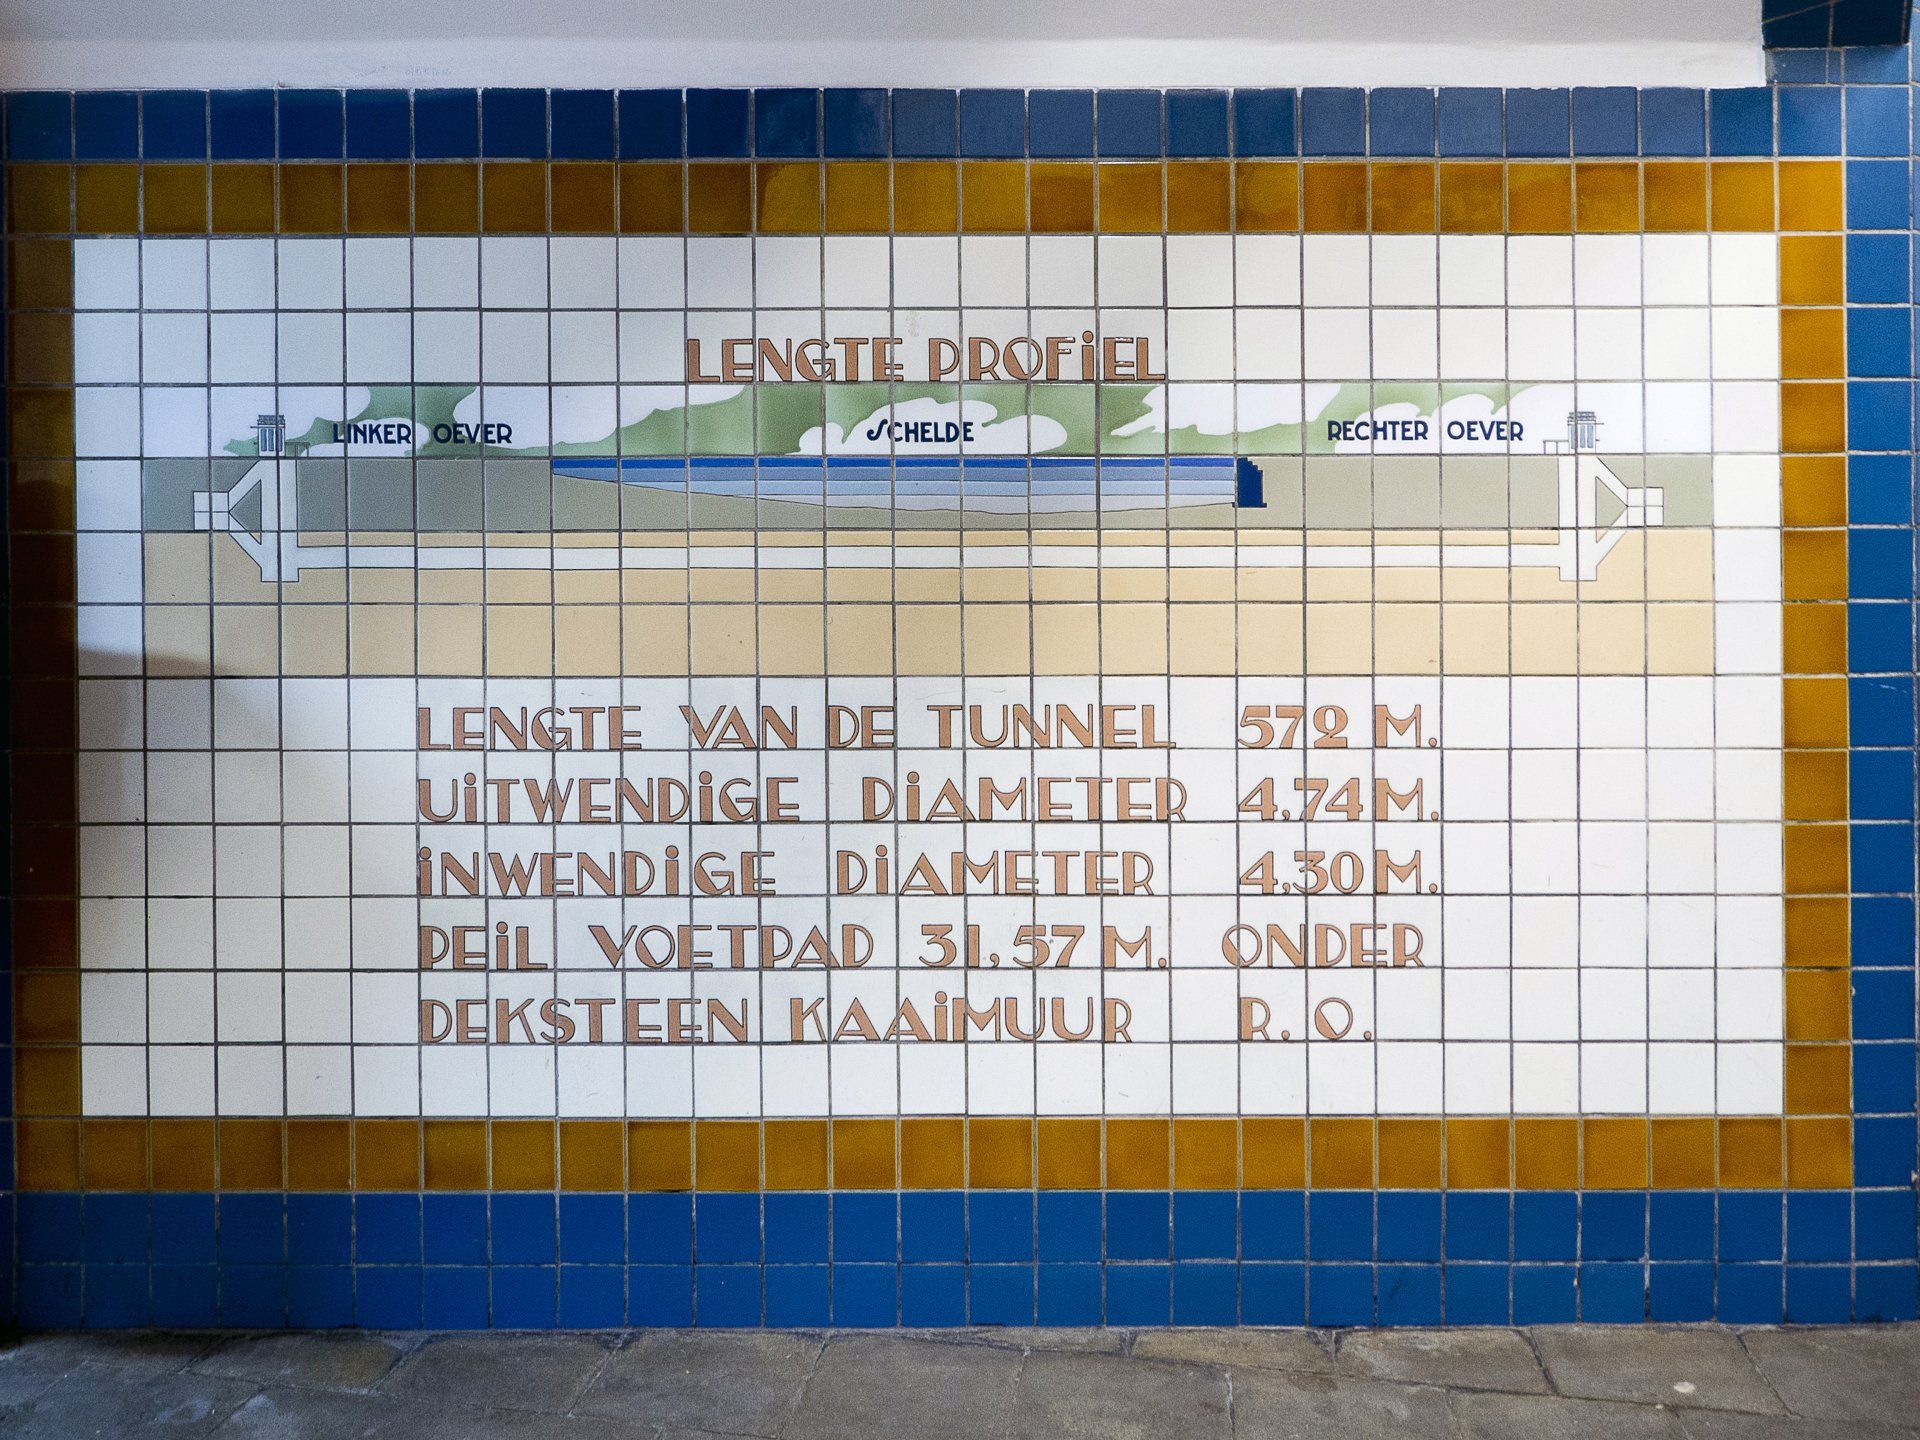 LENGTE PROFiEL
LINKER OEVER SCHELDE RECHTER OEVER
LENGTE VAN DE TUNNEL 572 M.
UiTWENDiGE DiAMETER 4,74 M.
iNWENDiGE DiAMETER 4,30 M.
PEiL VOETPAD 31,57 M. ONDER
DEKSTEEN KAAiMUUR R.O.